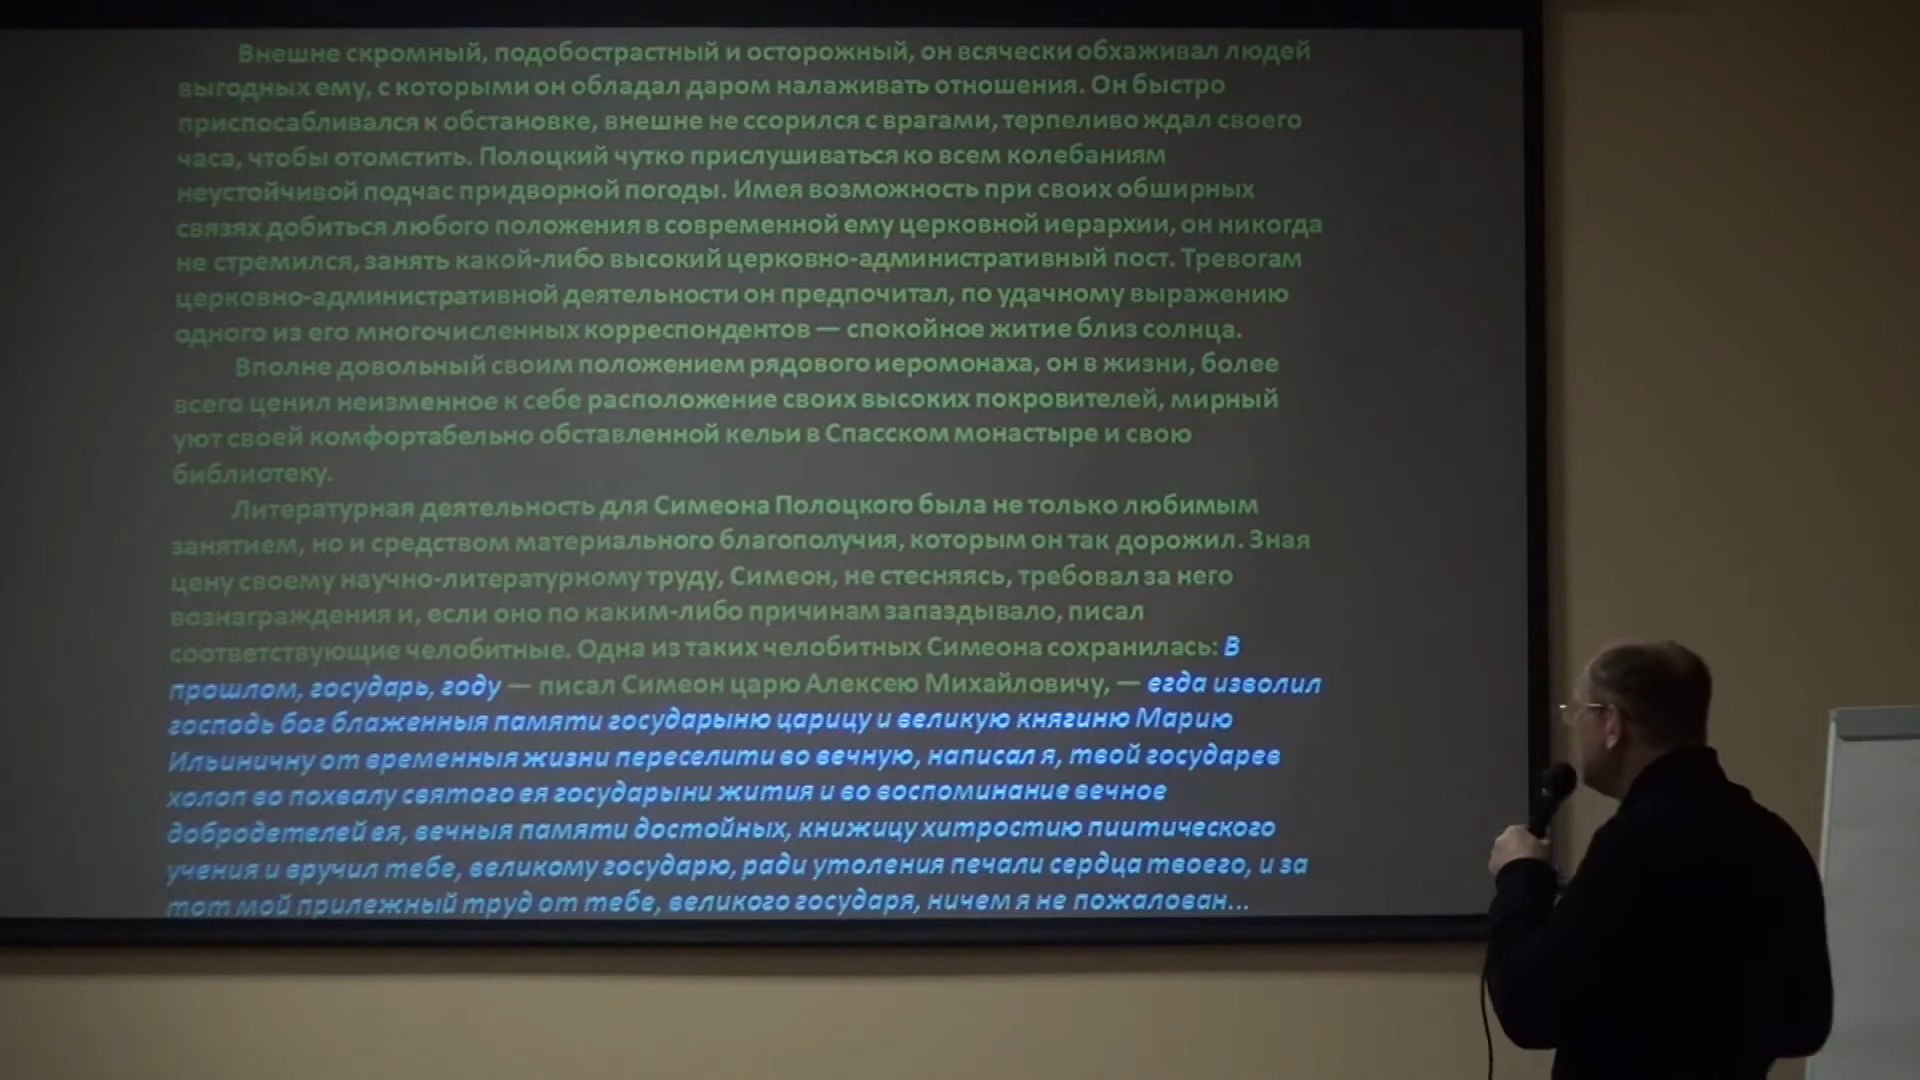 Внешне скромный, подобострастный и осторожный, он всячески обхаживал людей
выгодных ему, с которыми он обладал даром налаживать отношения. Он быстро
приспосабливался к обстановке, внешне не ссорился с врагами, терпеливо ждал своего
часа, чтобы отомстить. Полоцкий чутко прислушиваться ко всем колебаниям
неустойчивой подчас придворной погоды. Имея возможность при своих обширных
связях добиться любого положения в современной ему церковной иерархии, он никогда
не стремился, занять какой-либо высокий церковно-административный пост. Тревогам
церковно-административной деятельности он предпочитал, по удачному выражению
одного из его многочисленных корреспондентов — спокойное житие близ солнца.
Вполне довольный своим положением рядового иеромонаха, он в жизни, более
всего ценил неизменное к себе расположение своих высоких покровителей, мирный
уют своей комфортабельно обставленной кельи в Спасском монастыре и свою
библиотеку.
Литературная деятельность для Симеона Полоцкого была не только любимым
занятием, но и средством материального благополучия, которым он так дорожил. Зная
цену своему научно-литературному труду, Симеон, не стесняясь, требовал за него
вознаграждения и, если оно по каким-либо причинам запаздывало, писал
соответствующие челобитные. Одна из таких челобитных Симеона сохранилась: В
прошлом, государь, году — писал Симеон царю Алексею Михайловичу, — егда изволил
господь бог блаженныя памяти государыню царицу и великую княгиню Марию
Ильиничну от временныя жизни переселити во вечную, написал я, твой государев
холоп во похвалу святого ея государыни жития и во воспоминание вечное
добродетелей ея, вечныя памяти достойных, книжицу хитростию пиитического
учения и вручил тебе, великому государю, ради утоления печали сердца твоего, и за
тот мой прилежный труд от тебе, великого государя, ничем я не пожалован...